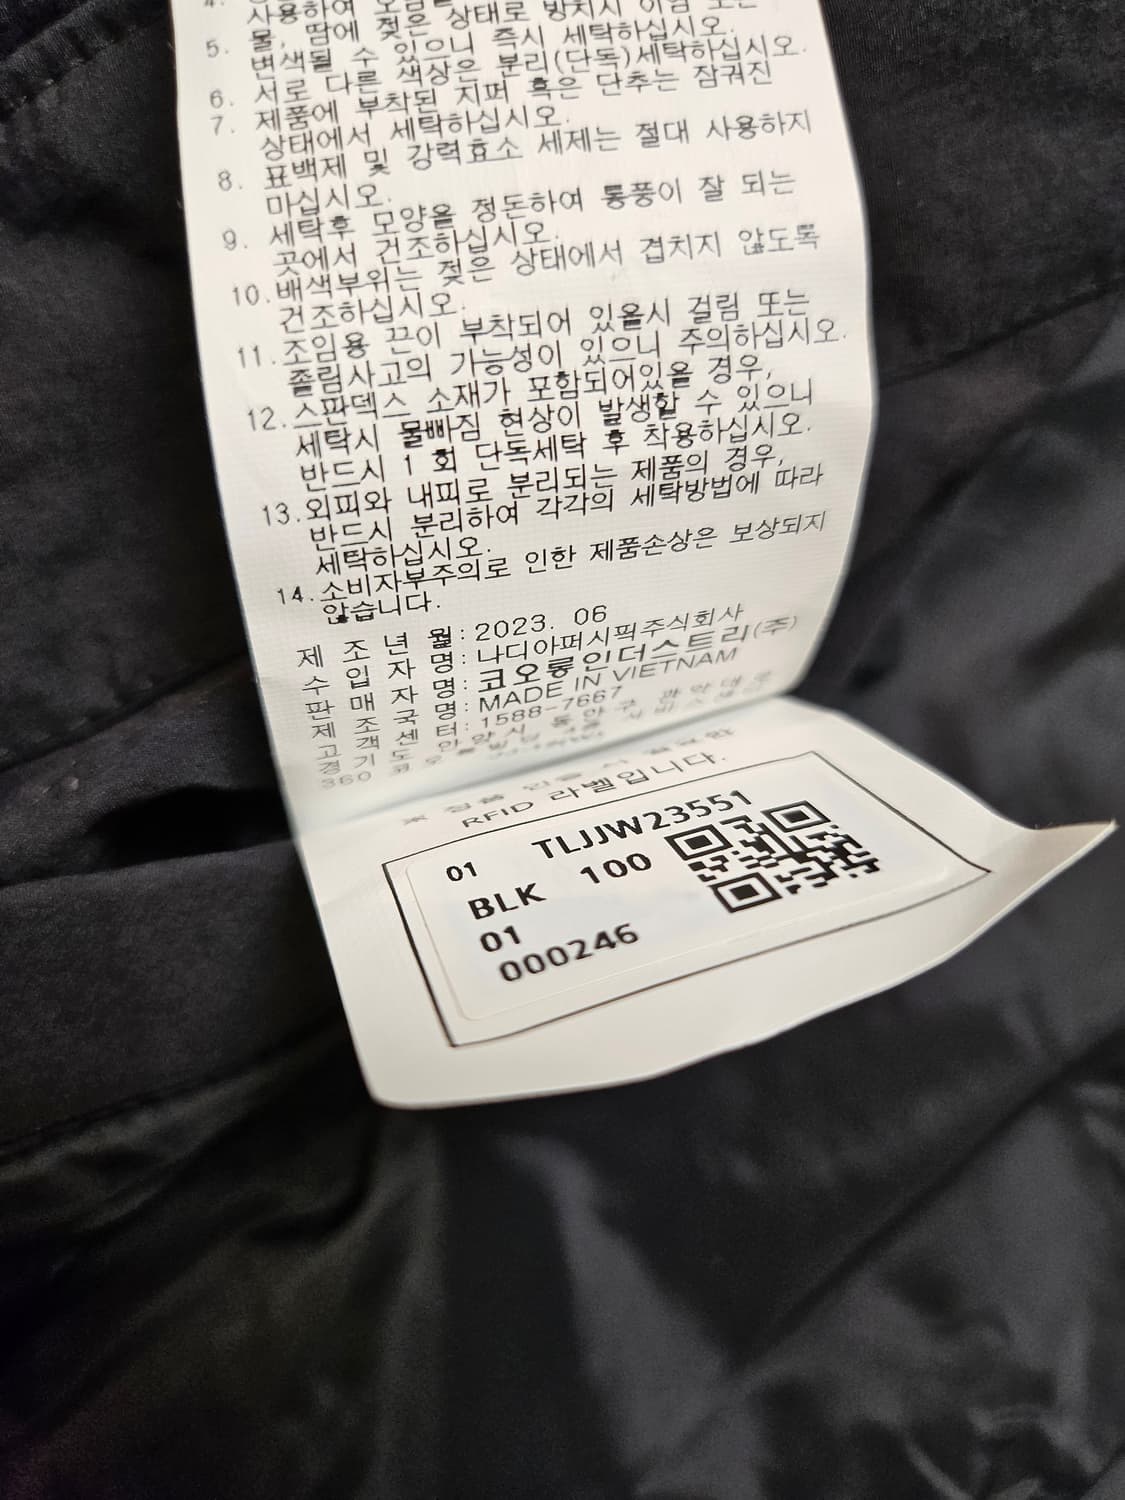 4.
사용하여
물, 땀에 젖은 상태로 방치시 이염 또는
변색될 수 있으니 즉시 세탁하십시오.
5. 서로 다른 색상은 분리(단독)세탁하십시오.
6. 제품에 부착된 지퍼 혹은 단추는 잠궈진
상태에서 세탁하십시오.
7. 표백제 및 강력효소 세제는 절대 사용하지
마십시오.
8. 세탁후 모양을 정돈하여 통풍이 잘 되는
곳에서 건조하십시오.
9. 배색부위는 젖은 상태에서 겹치지 않도록
건조하십시오.
10. 조임용 끈이 부착되어 있을시 걸림 또는
졸림사고의 가능성이 있으니 주의하십시오.
11. 스판덱스 소재가 포함되어있을 경우,
12. 세탁시 물빠짐 현상이 발생할 수 있으니
반드시 1 회 단독세탁 후 착용하십시오.
13. 외피와 내피로 분리되는 제품의 경우,
반드시 분리하여 각각의 세탁방법에 따라
세탁하십시오.
14. 소비자부주의로 인한 제품손상은 보상되지
않습니다.
제 조 년 월: 2023. 06
수 입 자 명: 나디아퍼시픽주식회사
판 매 자 명: 코오롱인더스트리(주)
제 조 국 명: MADE IN VIETNAM
고 객 센 터: 1588-7667
경기도 안양시 동안구 관악대로
360 코오롱
RFID 라벨입니다.
01 TLJJW23551
BLK 100
01
000246